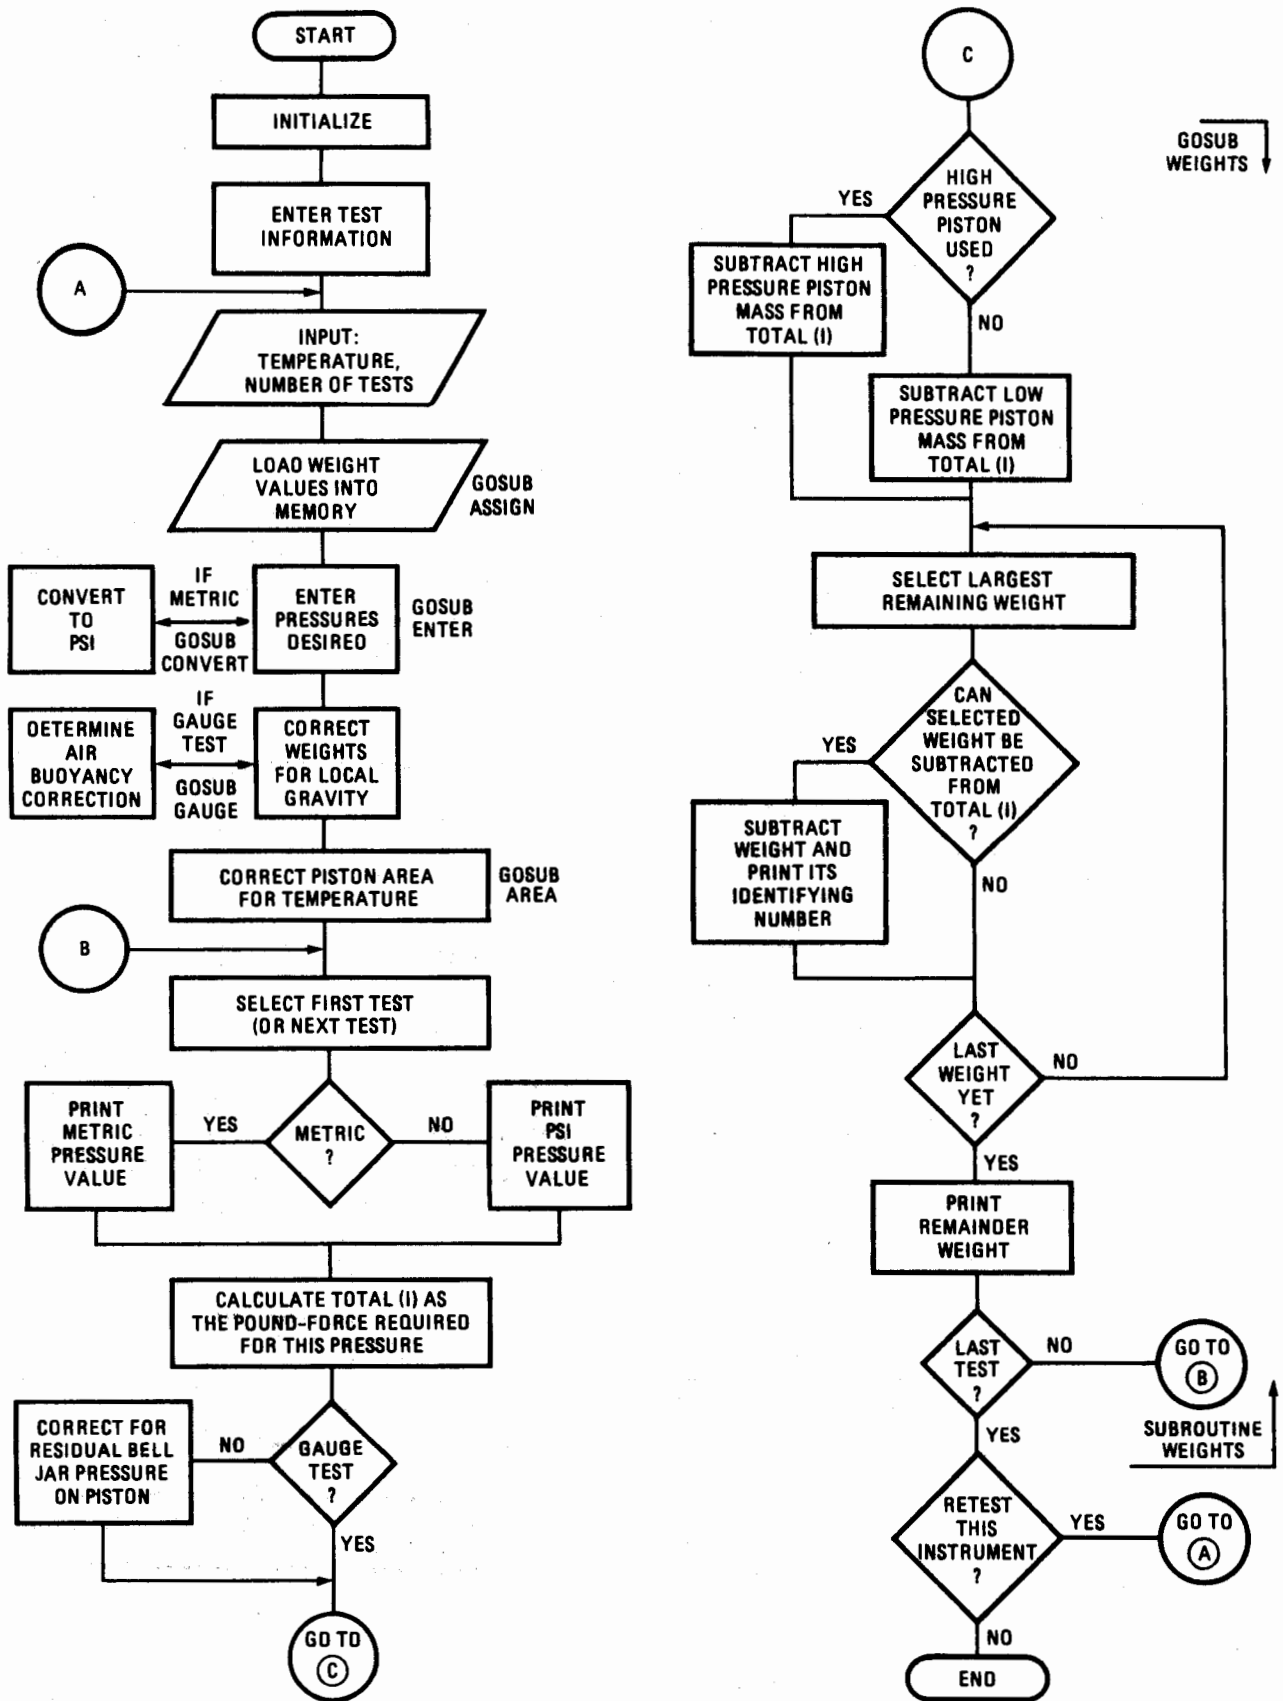 START
INITIALIZE
ENTER TEST
INFORMATION
A
INPUT:
TEMPERATURE,
NUMBER OF TESTS
LOAD WEIGHT
VALUES INTO
MEMORY
GOSUB
ASSIGN
CONVERT
TO
PSI
IF
METRIC
GOSUB
CONVERT
ENTER
PRESSURES
DESIRED
GOSUB
ENTER
DETERMINE
AIR
BUOYANCY
CORRECTION
IF
GAUGE
TEST
GOSUB
GAUGE
CORRECT
WEIGHTS
FOR LOCAL
GRAVITY
CORRECT PISTON AREA
FOR TEMPERATURE
GOSUB
AREA
B
SELECT FIRST TEST
(OR NEXT TEST)
PRINT
METRIC
PRESSURE
VALUE
YES
METRIC
?
NO
PRINT
PSI
PRESSURE
VALUE
CALCULATE TOTAL (I) AS
THE POUND-FORCE REQUIRED
FOR THIS PRESSURE
CORRECT FOR
RESIDUAL BELL
JAR PRESSURE
ON PISTON
NO
GAUGE
TEST
?
YES
GO TO
C
C
GOSUB
WEIGHTS
HIGH
PRESSURE
PISTON
USED
?
YES
SUBTRACT HIGH
PRESSURE PISTON
MASS FROM
TOTAL (I)
NO
SUBTRACT LOW
PRESSURE PISTON
MASS FROM
TOTAL (I)
SELECT LARGEST
REMAINING WEIGHT
CAN
SELECTED
WEIGHT BE
SUBTRACTED
FROM
TOTAL (I)
?
YES
SUBTRACT
WEIGHT AND
PRINT ITS
IDENTIFYING
NUMBER
NO
LAST
WEIGHT
YET
?
NO
YES
PRINT
REMAINDER
WEIGHT
LAST
TEST
?
NO
GO TO
B
YES
SUBROUTINE
WEIGHTS
RETEST
THIS
INSTRUMENT
?
YES
GO TO
A
NO
END